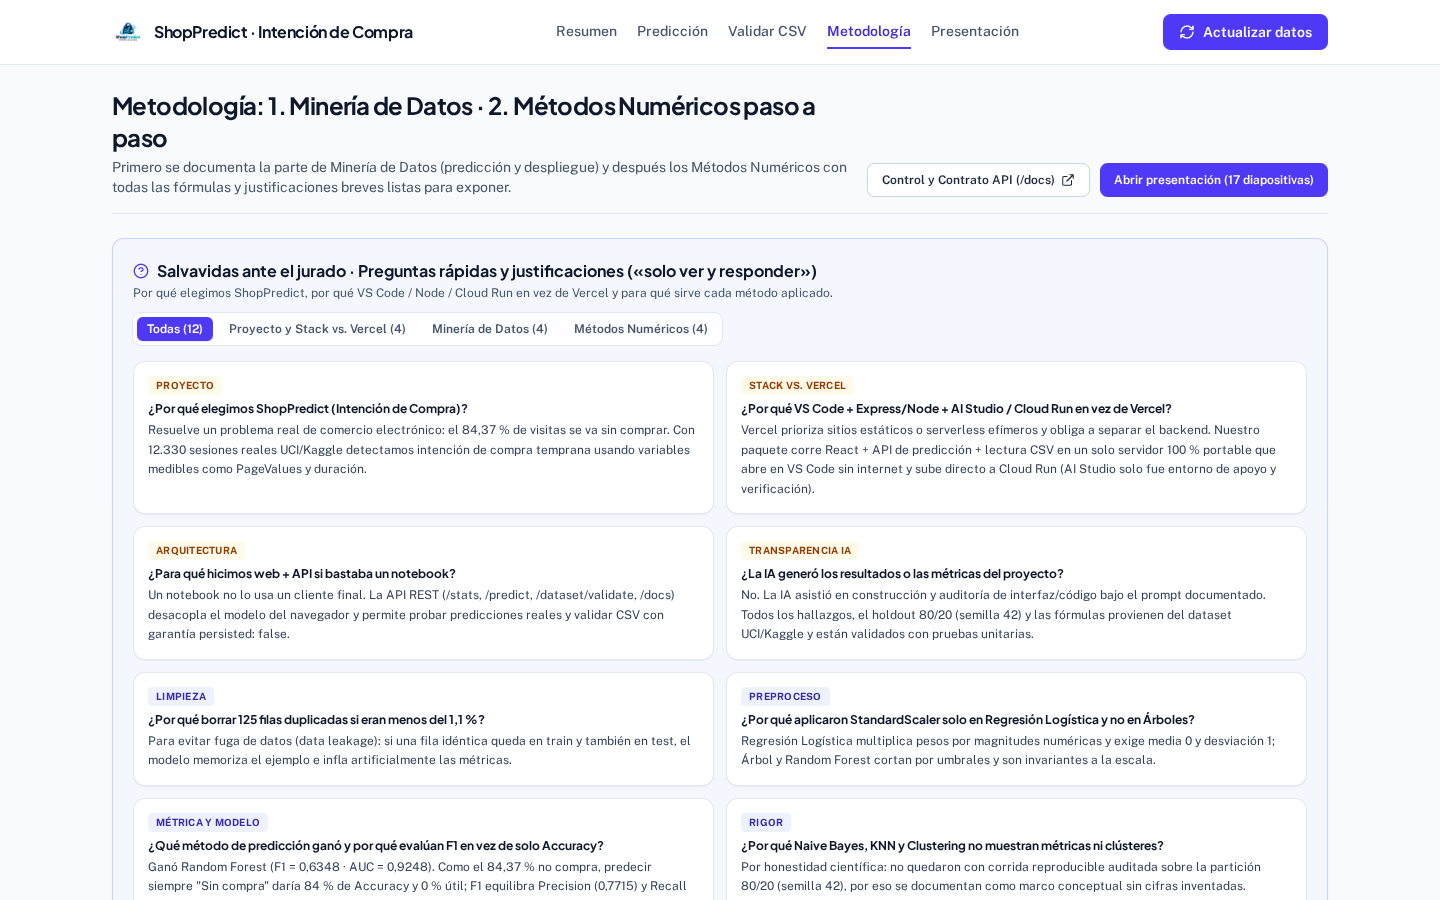 ShopPredict · Intención de Compra
Resumen
Predicción
Validar CSV
Metodología
Presentación
Actualizar datos
Metodología: 1. Minería de Datos · 2. Métodos Numéricos paso a
paso
Primero se documenta la parte de Minería de Datos (predicción y despliegue) y después los Métodos Numéricos con
todas las fórmulas y justificaciones breves listas para exponer.
Control y Contrato API (/docs)
Abrir presentación (17 diapositivas)
Salvavidas ante el jurado · Preguntas rápidas y justificaciones («solo ver y responder»)
Por qué elegimos ShopPredict, por qué VS Code / Node / Cloud Run en vez de Vercel y para qué sirve cada método aplicado.
Todas (12)
Proyecto y Stack vs. Vercel (4)
Minería de Datos (4)
Métodos Numéricos (4)
PROYECTO
¿Por qué elegimos ShopPredict (Intención de Compra)?
Resuelve un problema real de comercio electrónico: el 84,37 % de visitas se va sin comprar. Con
12.330 sesiones reales UCI/Kaggle detectamos intención de compra temprana usando variables
medibles como PageValues y duración.
STACK VS. VERCEL
¿Por qué VS Code + Express/Node + AI Studio / Cloud Run en vez de Vercel?
Vercel prioriza sitios estáticos o serverless efímeros y obliga a separar el backend. Nuestro
paquete corre React + API de predicción + lectura CSV en un solo servidor 100 % portable que
abre en VS Code sin internet y sube directo a Cloud Run (AI Studio solo fue entorno de apoyo y
verificación).
ARQUITECTURA
¿Para qué hicimos web + API si bastaba un notebook?
Un notebook no lo usa un cliente final. La API REST (/stats, /predict, /dataset/validate, /docs)
desacopla el modelo del navegador y permite probar predicciones reales y validar CSV con
garantía persisted: false.
TRANSPARENCIA IA
¿La IA generó los resultados o las métricas del proyecto?
No. La IA asistió en construcción y auditoría de interfaz/código bajo el prompt documentado.
Todos los hallazgos, el holdout 80/20 (semilla 42) y las fórmulas provienen del dataset
UCI/Kaggle y están validados con pruebas unitarias.
LIMPIEZA
¿Por qué borrar 125 filas duplicadas si eran menos del 1,1 %?
Para evitar fuga de datos (data leakage): si una fila idéntica queda en train y también en test, el
modelo memoriza el ejemplo e infla artificialmente las métricas.
PREPROCESO
¿Por qué aplicaron StandardScaler solo en Regresión Logística y no en Árboles?
Regresión Logística multiplica pesos por magnitudes numéricas y exige media 0 y desviación 1;
Árbol y Random Forest cortan por umbrales y son invariantes a la escala.
MÉTRICA Y MODELO
¿Qué método de predicción ganó y por qué evalúan F1 en vez de solo Accuracy?
Ganó Random Forest (F1 = 0,6348 · AUC = 0,9248). Como el 84,37 % no compra, predecir
siempre "Sin compra" daría 84 % de Accuracy y 0 % útil; F1 equilibra Precision (0,7715) y Recall
RIGOR
¿Por qué Naive Bayes, KNN y Clustering no muestran métricas ni clústeres?
Por honestidad científica: no quedaron con corrida reproducible auditada sobre la partición
80/20 (semilla 42), por eso se documentan como marco conceptual sin cifras inventadas.